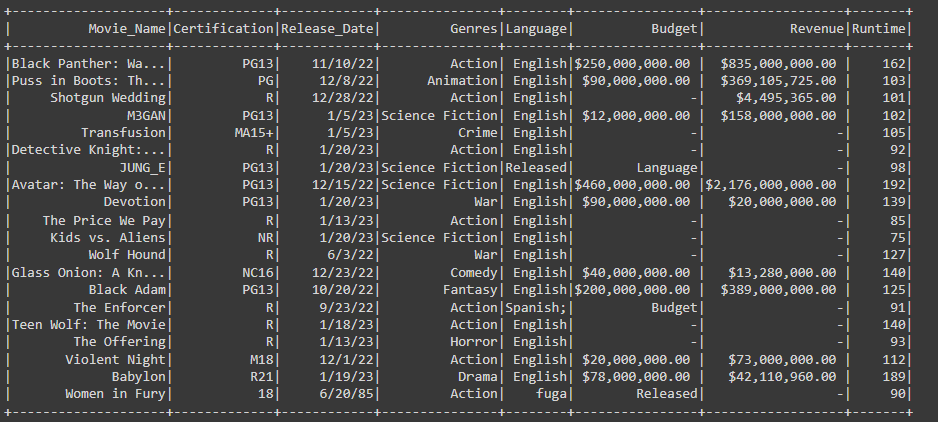 +--------------------+-------------+------------+---------------+--------+----------------+-----------------+-------+
|          Movie_Name|Certification|Release_Date|         Genres|Language|          Budget|          Revenue|Runtime|
+--------------------+-------------+------------+---------------+--------+----------------+-----------------+-------+
|Black Panther: Wa...|         PG13|    11/10/22|         Action| English|$250,000,000.00 |  $835,000,000.00 |    162|
|Puss in Boots: Th...|           PG|     12/8/22|      Animation| English| $90,000,000.00 |  $369,105,725.00 |    103|
|     Shotgun Wedding|            R|    12/28/22|         Action| English|               -|    $4,495,365.00 |    101|
|               M3GAN|         PG13|      1/5/23|Science Fiction| English| $12,000,000.00 |  $158,000,000.00 |    102|
|         Transfusion|        MA15+|      1/5/23|          Crime| English|               -|                 -|    105|
|Detective Knight:...|            R|     1/20/23|         Action| English|               -|                 -|     92|
|              JUNG_E|         PG13|     1/20/23|Science Fiction|Released|        Language|                 -|     98|
|Avatar: The Way o...|         PG13|    12/15/22|Science Fiction| English|$460,000,000.00 |$2,176,000,000.00 |    192|
|            Devotion|         PG13|     1/20/23|            War| English| $90,000,000.00 |   $20,000,000.00 |    139|
|    The Price We Pay|            R|     1/13/23|         Action| English|               -|                 -|     85|
|     Kids vs. Aliens|           NR|     1/20/23|Science Fiction| English|               -|                 -|     75|
|          Wolf Hound|            R|      6/3/22|            War| English|               -|                 -|    127|
|Glass Onion: A Kn...|         NC16|    12/23/22|         Comedy| English| $40,000,000.00 |   $13,280,000.00 |    140|
|          Black Adam|         PG13|    10/20/22|        Fantasy| English|$200,000,000.00 |  $389,000,000.00 |    125|
|        The Enforcer|            R|     9/23/22|         Action|Spanish;|          Budget|                 -|     91|
|Teen Wolf: The Movie|            R|     1/18/23|         Action| English|               -|                 -|    140|
|        The Offering|            R|     1/13/23|         Horror| English|               -|                 -|     93|
|       Violent Night|          M18|     12/1/22|         Action| English| $20,000,000.00 |   $73,000,000.00 |    112|
|             Babylon|          R21|     1/19/23|          Drama| English| $78,000,000.00 |   $42,110,960.00 |    189|
|       Women in Fury|           18|     6/20/85|         Action|    fuga|        Released|                 -|     90|
+--------------------+-------------+------------+---------------+--------+----------------+-----------------+-------+